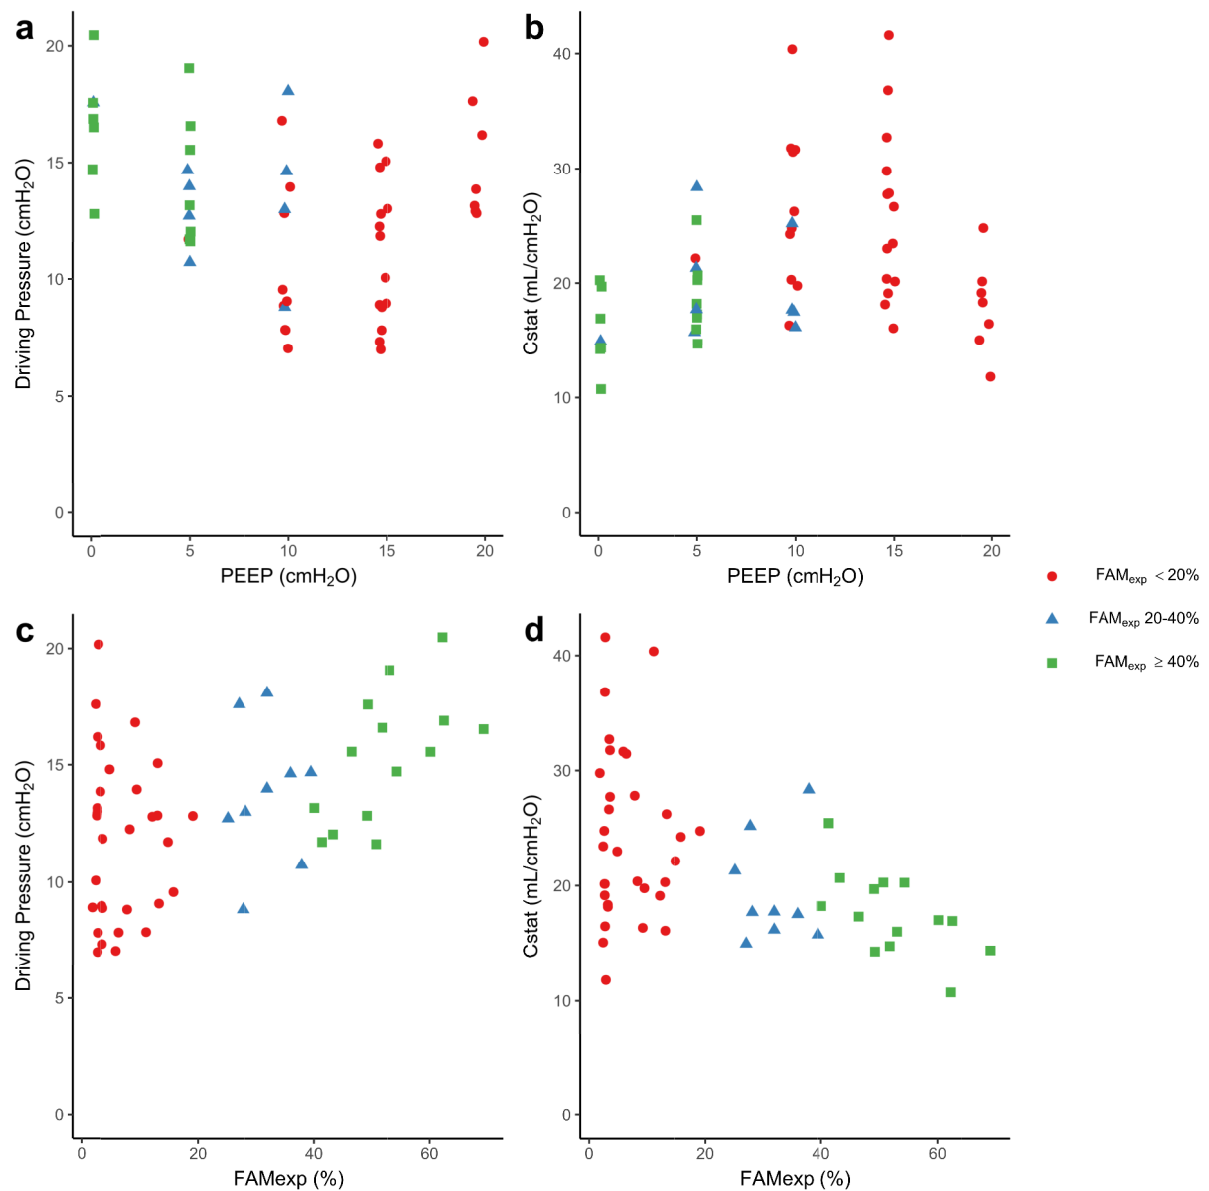 a
20
15
10
5
0
Driving Pressure (cmH₂O)
0 5 10 15 20
PEEP (cmH₂O)
b
40
30
20
10
0
Cstat (mL/cmH₂O)
0 5 10 15 20
PEEP (cmH₂O)
FAMexp < 20%
FAMexp 20-40%
FAMexp ≥ 40%
c
20
15
10
5
0
Driving Pressure (cmH₂O)
0 20 40 60
FAMexp (%)
d
40
30
20
10
0
Cstat (mL/cmH₂O)
0 20 40 60
FAMexp (%)